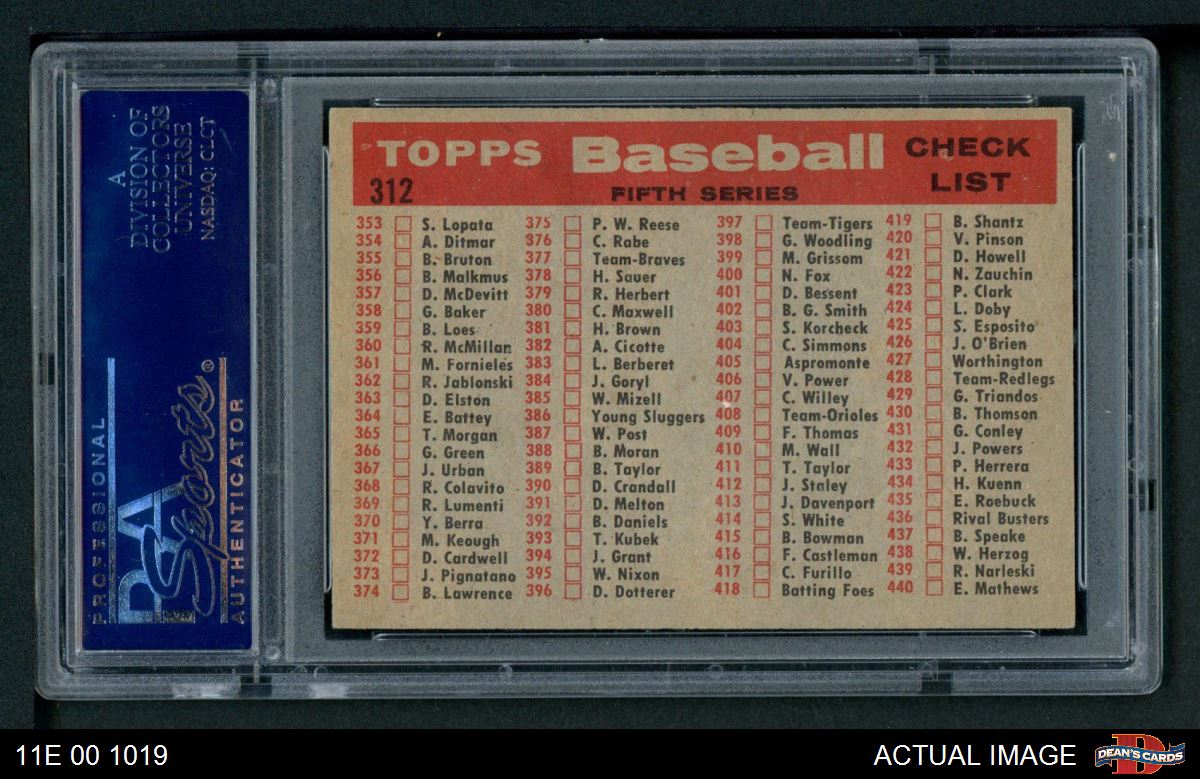 A
DIVISION OF
COLLECTORS
UNIVERSE
NASDAQ: CLCT
PROFESSIONAL
PSA
Sports®
AUTHENTICATOR
TOPPS Baseball CHECK LIST
312 FIFTH SERIES
353 S. Lopata
354 A. Ditmar
355 B. Bruton
356 B. Malkmus
357 D. McDevitt
358 G. Baker
359 B. Loes
360 R. McMillan
361 M. Fornieles
362 R. Jablonski
363 D. Elston
364 E. Battey
365 T. Morgan
366 G. Green
367 J. Urban
368 R. Colavito
369 R. Lumenti
370 Y. Berra
371 M. Keough
372 D. Cardwell
373 J. Pignatano
374 B. Lawrence
375 P. W. Reese
376 C. Rabe
377 Team-Braves
378 H. Sauer
379 R. Herbert
380 C. Maxwell
381 H. Brown
382 A. Cicotte
383 L. Berberet
384 J. Goryl
385 W. Mizell
386 Young Sluggers
387 W. Post
388 B. Moran
389 B. Taylor
390 D. Crandall
391 D. Melton
392 B. Daniels
393 T. Kubek
394 J. Grant
395 W. Nixon
396 D. Dotterer
397 Team-Tigers
398 G. Woodling
399 M. Grissom
400 N. Fox
401 D. Bessent
402 B. G. Smith
403 S. Korcheck
404 C. Simmons
405 Aspromonte
406 V. Power
407 C. Willey
408 Team-Orioles
409 F. Thomas
410 M. Wall
411 T. Taylor
412 J. Staley
413 J. Davenport
414 S. White
415 B. Bowman
416 F. Castleman
417 C. Furillo
418 Batting Foes
419 B. Shantz
420 V. Pinson
421 D. Howell
422 N. Zauchin
423 P. Clark
424 L. Doby
425 S. Esposito
426 J. O'Brien
427 Worthington
428 Team-Redlegs
429 G. Triandos
430 B. Thomson
431 G. Conley
432 J. Powers
433 P. Herrera
434 H. Kuenn
435 E. Roebuck
436 Rival Busters
437 B. Speake
438 W. Herzog
439 R. Narleski
440 E. Mathews
11E 00 1019
ACTUAL IMAGE
D
DEAN'S CARDS